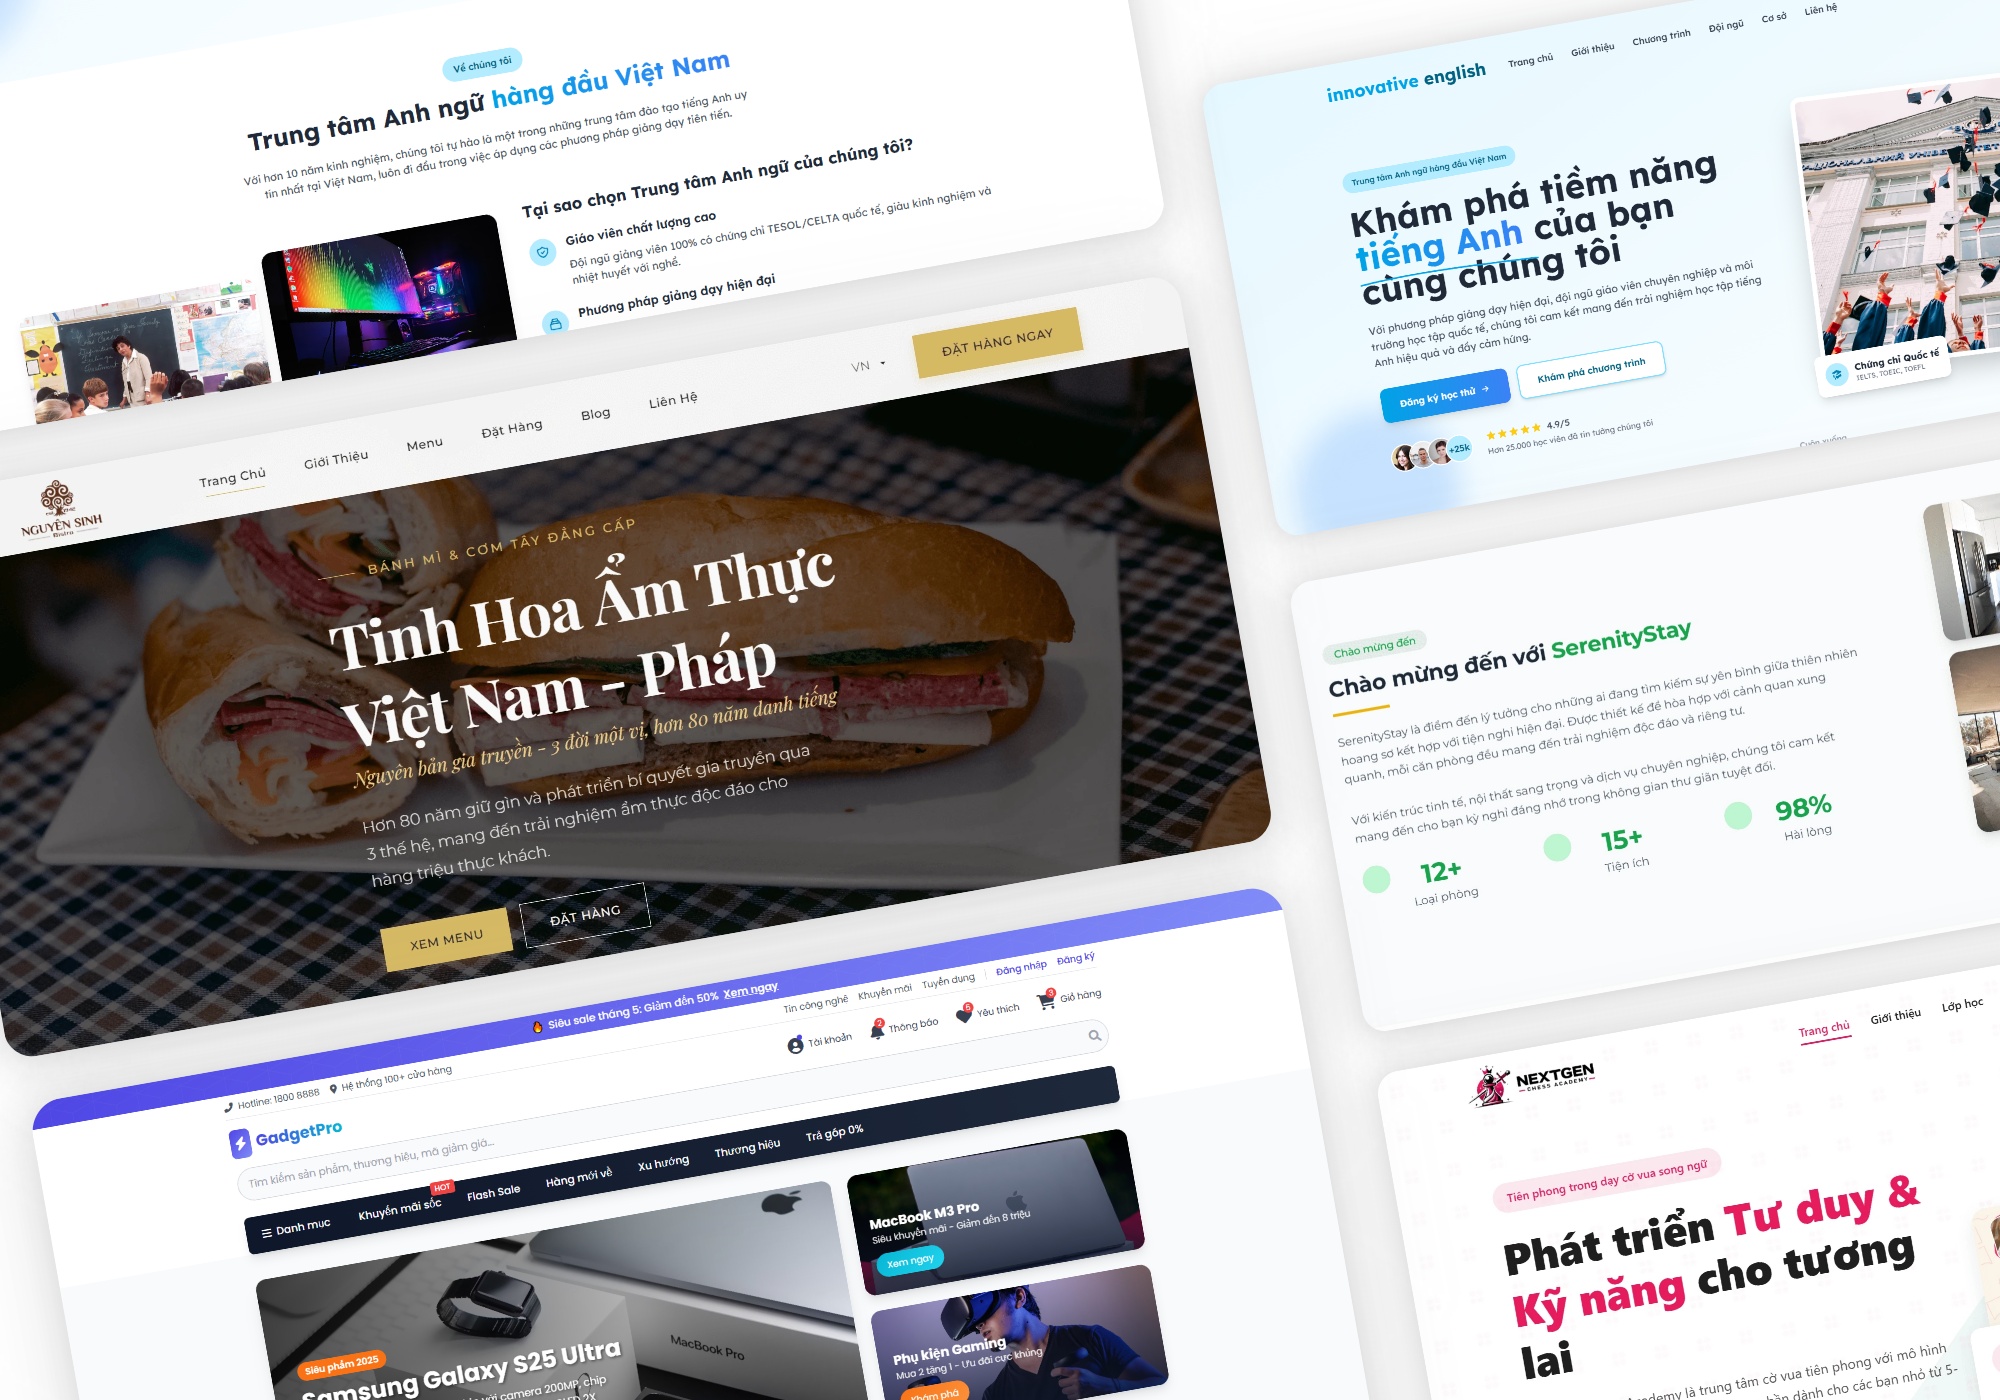 Về chúng tôi
Trung tâm Anh ngữ hàng đầu Việt Nam
Với hơn 10 năm kinh nghiệm, chúng tôi tự hào là một trong những trung tâm đào tạo tiếng Anh uy
tín nhất tại Việt Nam, luôn đi đầu trong việc áp dụng các phương pháp giảng dạy tiên tiến.
Tại sao chọn Trung tâm Anh ngữ của chúng tôi?
Giáo viên chất lượng cao
Đội ngũ giảng viên 100% có chứng chỉ TESOL/CELTA quốc tế, giàu kinh nghiệm và
nhiệt huyết với nghề.
Phương pháp giảng dạy hiện đại
innovative english
Trang chủ
Giới thiệu
Chương trình
Đội ngũ
Cơ sở
Liên hệ
Trung tâm Anh ngữ hàng đầu Việt Nam
Khám phá tiềm năng
tiếng Anh của bạn
cùng chúng tôi
Với phương pháp giảng dạy hiện đại, đội ngũ giáo viên chuyên nghiệp và môi
trường học tập quốc tế, chúng tôi cam kết mang đến trải nghiệm học tập tiếng
Anh hiệu quả và đầy cảm hứng.
Đăng ký học thử →
Khám phá chương trình
+25k
4.9/5
Hơn 25.000 học viên đã tin tưởng chúng tôi
Chứng chỉ Quốc tế
IELTS, TOEIC, TOEFL
Cuộn xuống
NGUYÊN SINH
Bistro
Trang Chủ
Giới Thiệu
Menu
Đặt Hàng
Blog
Liên Hệ
VN
ĐẶT HÀNG NGAY
BÁNH MÌ & CƠM TÂY ĐẲNG CẤP
Tinh Hoa Ẩm Thực
Việt Nam - Pháp
Nguyên bản gia truyền - 3 đời một vị, hơn 80 năm danh tiếng
Hơn 80 năm giữ gìn và phát triển bí quyết gia truyền qua
3 thế hệ, mang đến trải nghiệm ẩm thực độc đáo cho
hàng triệu thực khách.
XEM MENU
ĐẶT HÀNG
Chào mừng đến
Chào mừng đến với SerenityStay
SerenityStay là điểm đến lý tưởng cho những ai đang tìm kiếm sự yên bình giữa thiên nhiên
hoang sơ kết hợp với tiện nghi hiện đại. Được thiết kế để hòa hợp với cảnh quan xung
quanh, mỗi căn phòng đều mang đến trải nghiệm độc đáo và riêng tư.
Với kiến trúc tinh tế, nội thất sang trọng và dịch vụ chuyên nghiệp, chúng tôi cam kết
mang đến cho bạn kỳ nghỉ đáng nhớ trong không gian thư giãn tuyệt đối.
12+
Loại phòng
15+
Tiện ích
98%
Hài lòng
🔥 Siêu sale tháng 5: Giảm đến 50% Xem ngay
Hotline: 1800 8888
Hệ thống 100+ cửa hàng
Tin công nghệ
Khuyến mãi
Tuyển dụng
Đăng nhập
Đăng ký
GadgetPro
Tài khoản
2
Thông báo
5
Yêu thích
3
Giỏ hàng
Tìm kiếm sản phẩm, thương hiệu, mã giảm giá...
Danh mục
Khuyến mãi sốc
HOT
Flash Sale
Hàng mới về
Xu hướng
Thương hiệu
Trả góp 0%
MacBook Pro
Siêu phẩm 2025
Samsung Galaxy S25 Ultra
với camera 200MP, chip
MacBook M3 Pro
Siêu khuyến mãi - Giảm đến 8 triệu
Xem ngay
Phụ kiện Gaming
Mua 2 tặng 1 - Ưu đãi cực khủng
Khám phá
NEXTGEN
CHESS ACADEMY
Trang chủ
Giới thiệu
Lớp học
Tiên phong trong dạy cờ vua song ngữ
Phát triển Tư duy &
Kỹ năng cho tương
lai
Academy là trung tâm cờ vua tiên phong với mô hình
dành cho các bạn nhỏ từ 5-